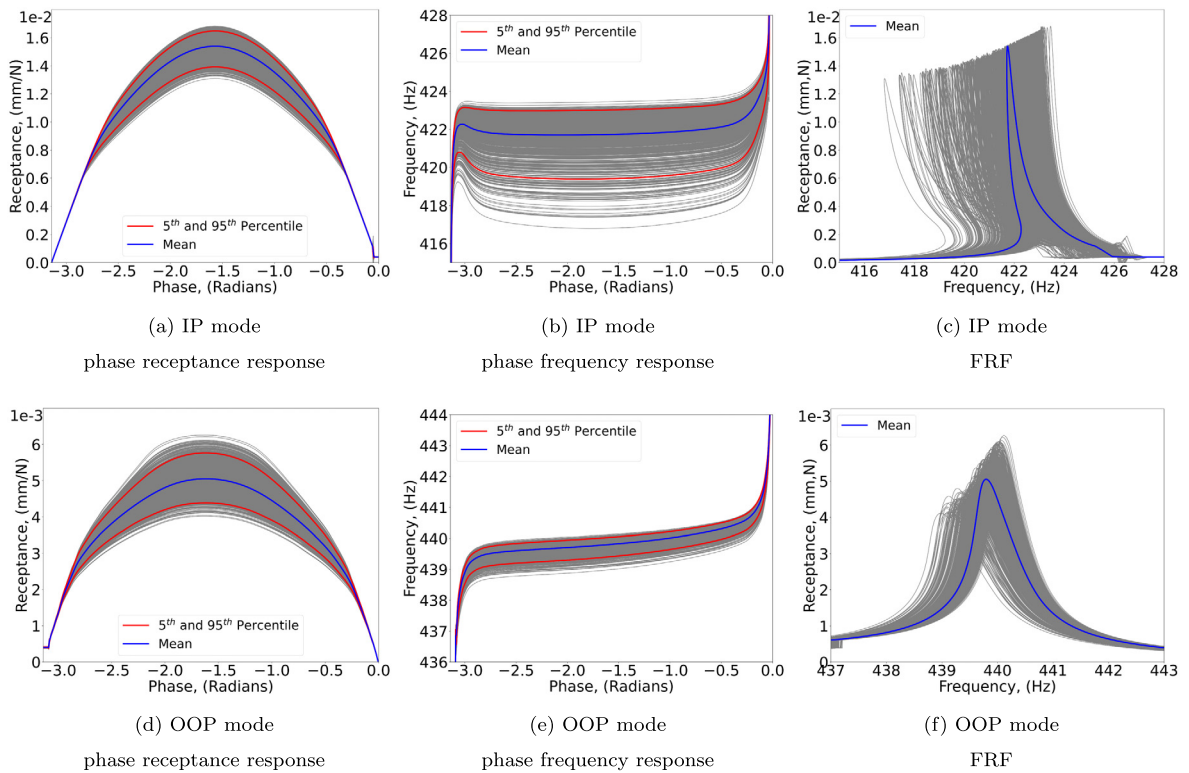 1e-2
Receptance, (mm/N)
1.6
1.4
1.2
1.0
0.8
0.6
0.4
0.2
0.0
5th and 95th Percentile
Mean
−3.0 −2.5 −2.0 −1.5 −1.0 −0.5 0.0
Phase, (Radians)
(a) IP mode
phase receptance response
Frequency, (Hz)
428
426
424
422
420
418
416
5th and 95th Percentile
Mean
−3.0 −2.5 −2.0 −1.5 −1.0 −0.5 0.0
Phase, (Radians)
(b) IP mode
phase frequency response
1e-2
Receptance, (mm,N)
1.6
1.4
1.2
1.0
0.8
0.6
0.4
0.2
0.0
Mean
416 418 420 422 424 426 428
Frequency, (Hz)
(c) IP mode
FRF
1e-3
Receptance, (mm/N)
6
5
4
3
2
1
0
5th and 95th Percentile
Mean
−3.0 −2.5 −2.0 −1.5 −1.0 −0.5 0.0
Phase, (Radians)
(d) OOP mode
phase receptance response
Frequency, (Hz)
444
443
442
441
440
439
438
437
436
5th and 95th Percentile
Mean
−3.0 −2.5 −2.0 −1.5 −1.0 −0.5 0.0
Phase, (Radians)
(e) OOP mode
phase frequency response
1e-3
Receptance, (mm,N)
6
5
4
3
2
1
0
Mean
437 438 439 440 441 442 443
Frequency, (Hz)
(f) OOP mode
FRF